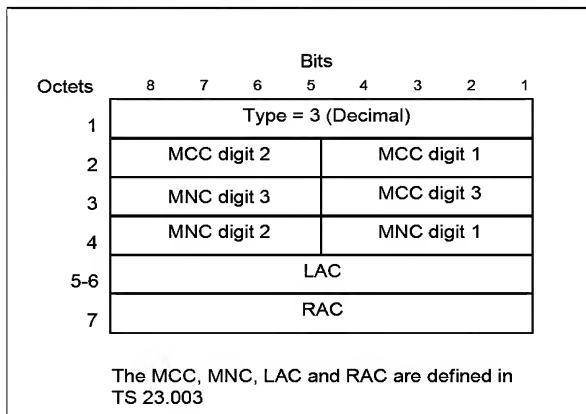 Bits
Octets 8 7 6 5 4 3 2 1
1 Type = 3 (Decimal)
2 MCC digit 2 MCC digit 1
3 MNC digit 3 MCC digit 3
4 MNC digit 2 MNC digit 1
5-6 LAC
7 RAC
The MCC, MNC, LAC and RAC are defined in
TS 23.003